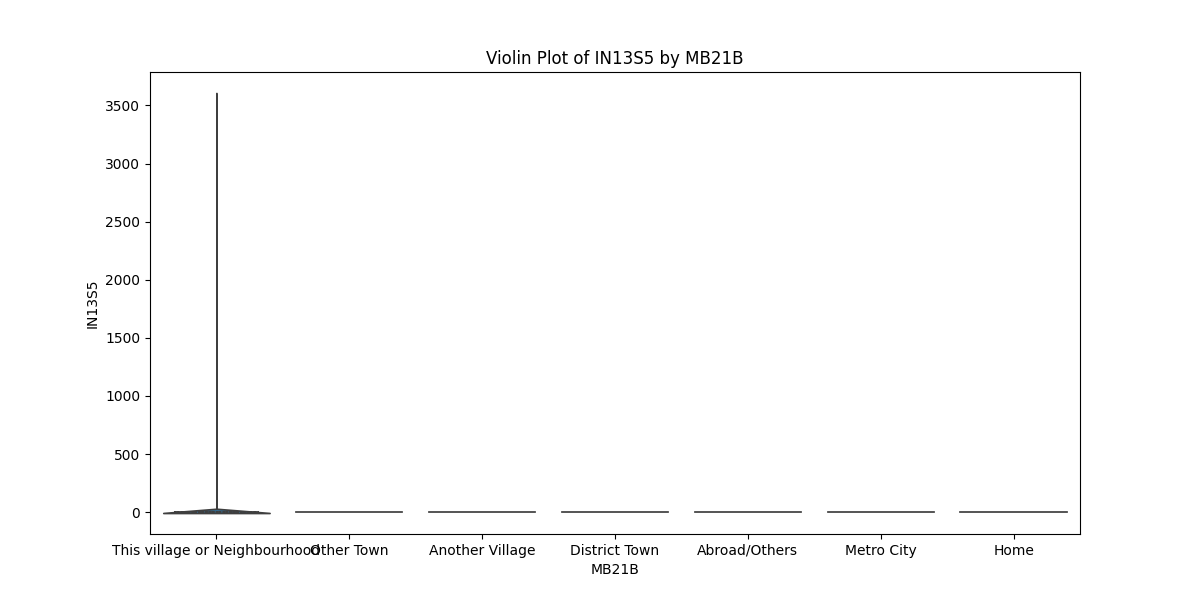 Violin Plot of IN13S5 by MB21B
3500
3000
2500
2000
1500
1000
500
0
IN13S5
This village or Neighbourhood Other Town Another Village District Town Abroad/Others Metro City Home
MB21B